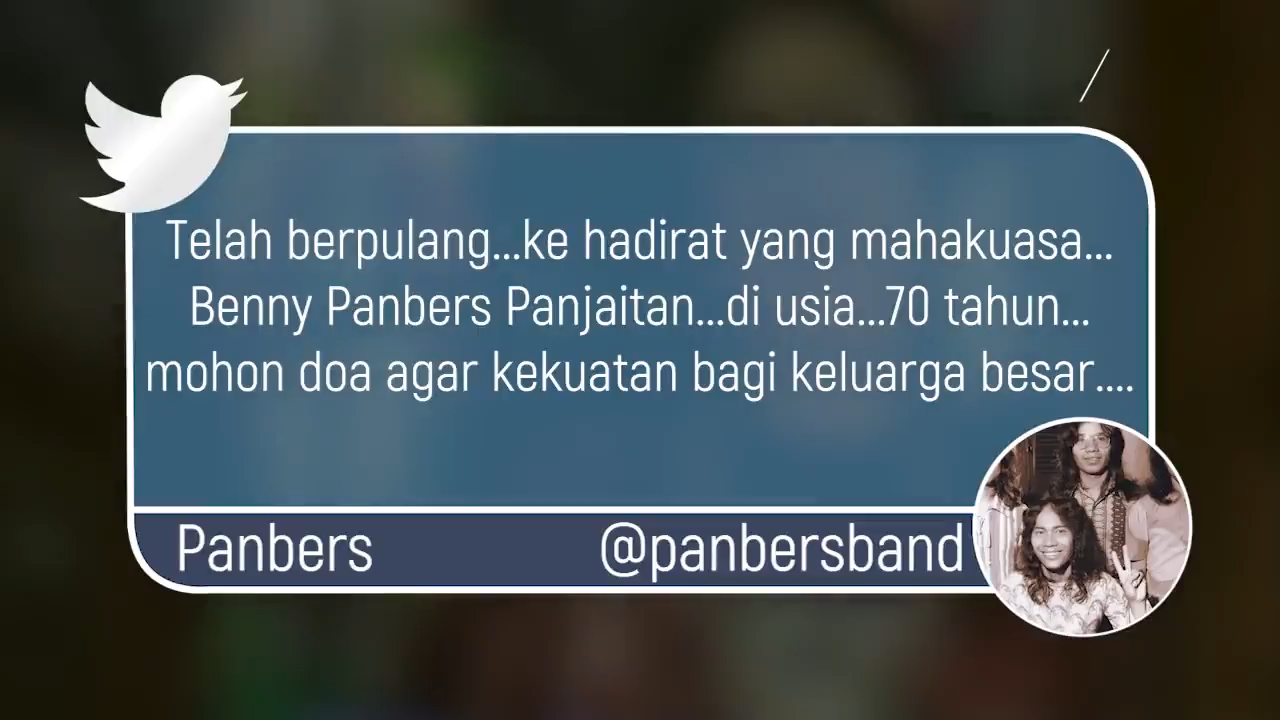 Telah berpulang...ke hadirat yang mahakuasa...
Benny Panbers Panjaitan...di usia...70 tahun...
mohon doa agar kekuatan bagi keluarga besar....
Panbers @panbersband